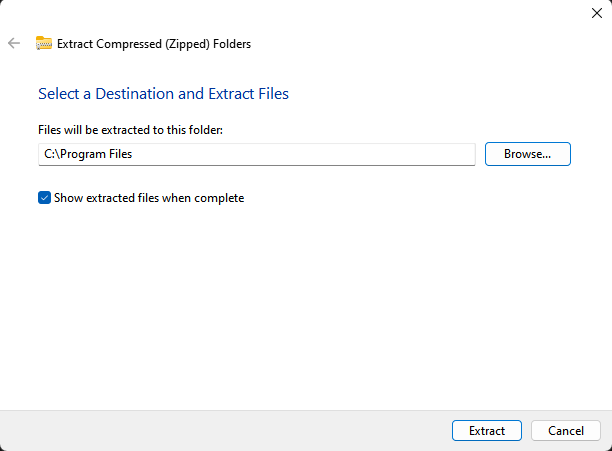 Extract Compressed (Zipped) Folders
Select a Destination and Extract Files
Files will be extracted to this folder:
C:\Program Files
Browse...
Show extracted files when complete
Extract
Cancel